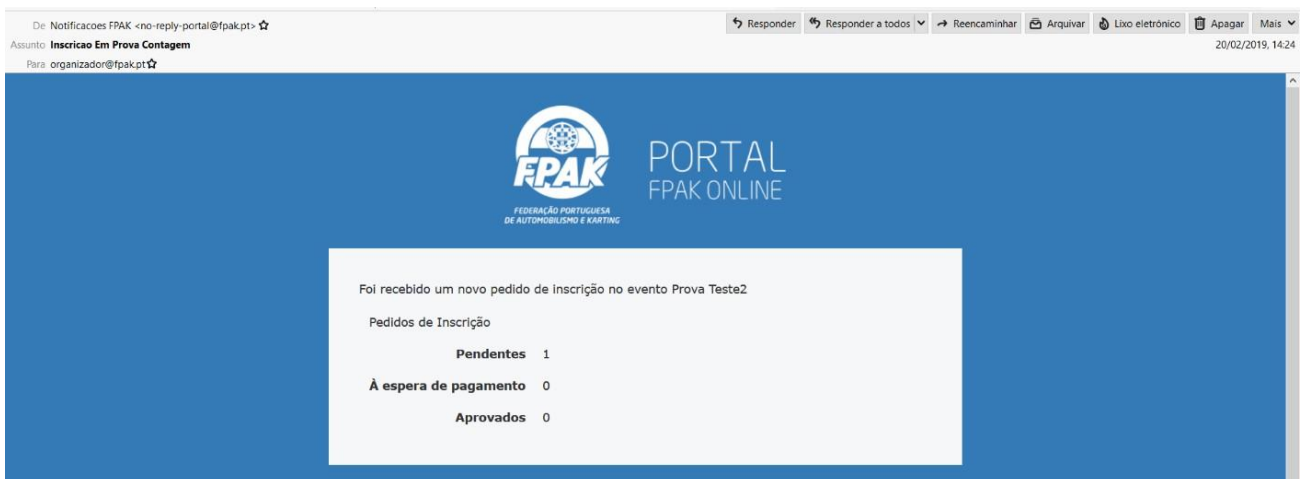 De Notificacoes FPAK <no-reply-portal@fpak.pt>
Responder Responder a todos Reencaminhar Arquivar Lixo eletrónico Apagar Mais
Assunto Inscricao Em Prova Contagem
20/02/2019, 14:24
Para organizador@fpak.pt
FPAK
FEDERAÇÃO PORTUGUESA
DE AUTOMOBILISMO E KARTING
PORTAL
FPAK ONLINE
Foi recebido um novo pedido de inscrição no evento Prova Teste2
Pedidos de Inscrição
Pendentes 1
À espera de pagamento 0
Aprovados 0